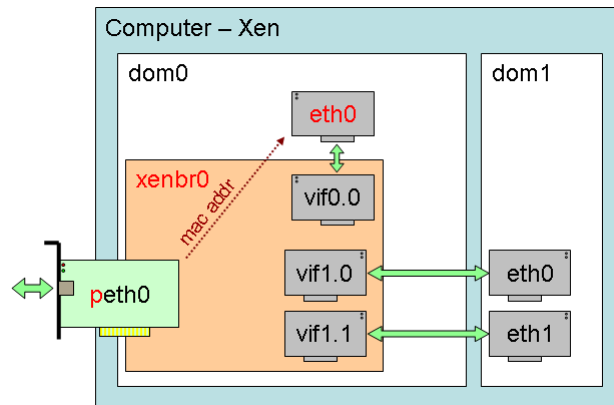 Computer – Xen
dom0
dom1
eth0
xenbr0
mac addr
vif0.0
peth0
vif1.0
eth0
vif1.1
eth1